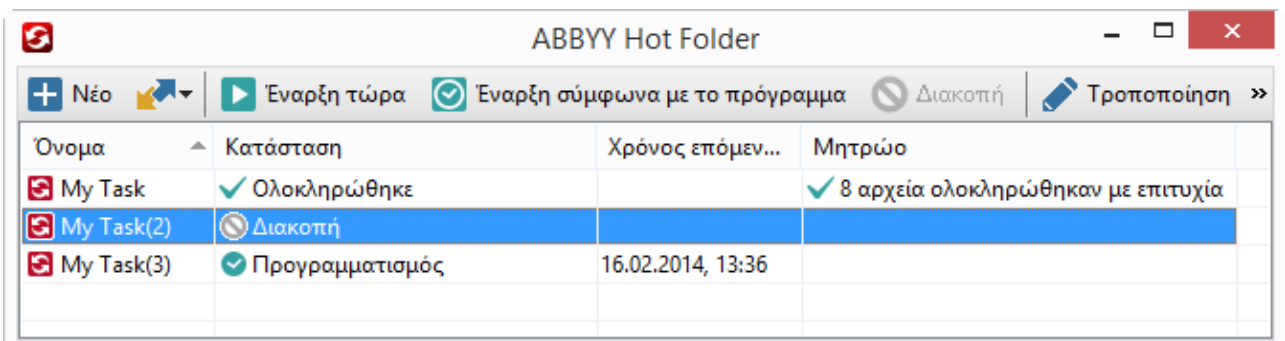 ABBYY Hot Folder
Νέο Έναρξη τώρα Έναρξη σύμφωνα με το πρόγραμμα Διακοπή Τροποποίηση »
Όνομα Κατάσταση Χρόνος επόμεν... Μητρώο
My Task Ολοκληρώθηκε 8 αρχεία ολοκληρώθηκαν με επιτυχία
My Task(2) Διακοπή
My Task(3) Προγραμματισμός 16.02.2014, 13:36